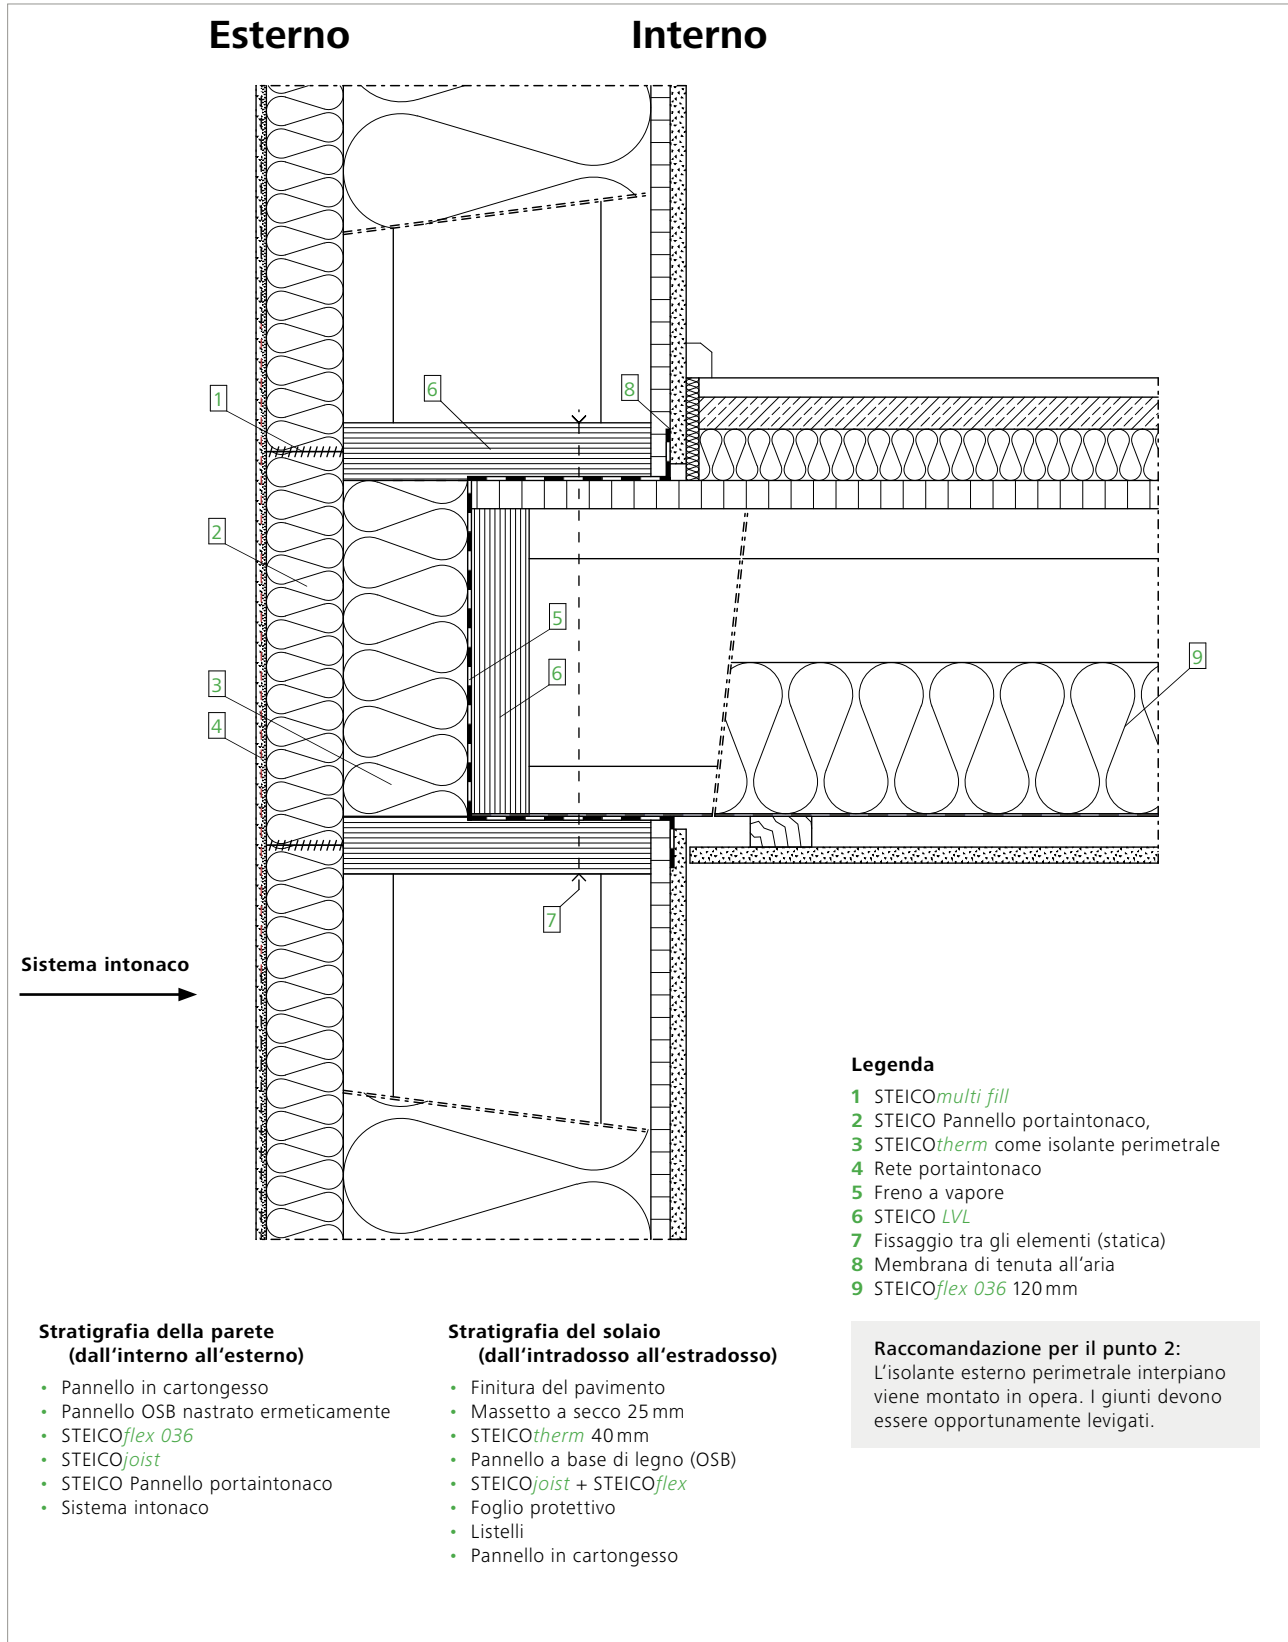 Esterno
Interno
1
6
8
2
5
6
3
4
9
7
Sistema intonaco
Legenda
1 STEICOmulti fill
2 STEICO Pannello portaintonaco,
3 STEICOtherm come isolante perimetrale
4 Rete portaintonaco
5 Freno a vapore
6 STEICO LVL
7 Fissaggio tra gli elementi (statica)
8 Membrana di tenuta all'aria
9 STEICOflex 036 120 mm
Stratigrafia della parete
(dall'interno all'esterno)
• Pannello in cartongesso
• Pannello OSB nastrato ermeticamente
• STEICOflex 036
• STEICOjoist
• STEICO Pannello portaintonaco
• Sistema intonaco
Stratigrafia del solaio
(dall'intradosso all'estradosso)
• Finitura del pavimento
• Massetto a secco 25 mm
• STEICOtherm 40 mm
• Pannello a base di legno (OSB)
• STEICOjoist + STEICOflex
• Foglio protettivo
• Listelli
• Pannello in cartongesso
Raccomandazione per il punto 2:
L'isolante esterno perimetrale interpiano
viene montato in opera. I giunti devono
essere opportunamente levigati.